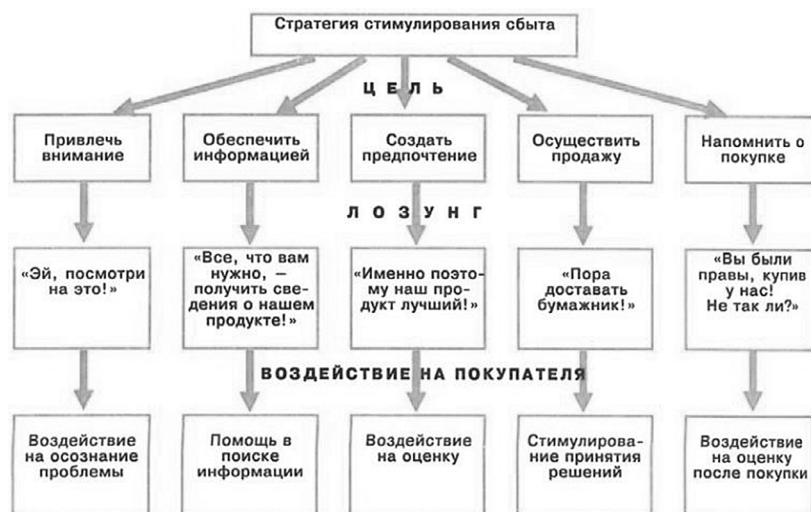 Стратегия стимулирования сбыта
ЦЕЛЬ
Привлечь
внимание
Обеспечить
информацией
Создать
предпочтение
Осуществить
продажу
Напомнить о
покупке
ЛОЗУНГ
«Эй, посмотри
на это!»
«Все, что вам
нужно, –
получить све-
дения о нашем
продукте!»
«Именно поэто-
му наш про-
дукт лучший!»
«Пора
доставать
бумажник!»
«Вы были
правы, купив
у нас!
Не так ли?»
ВОЗДЕЙСТВИЕ НА ПОКУПАТЕЛЯ
Воздействие
на осознание
проблемы
Помощь в
поиске
информации
Воздействие
на оценку
Стимулирова-
ние принятия
решений
Воздействие
на оценку
после покупки